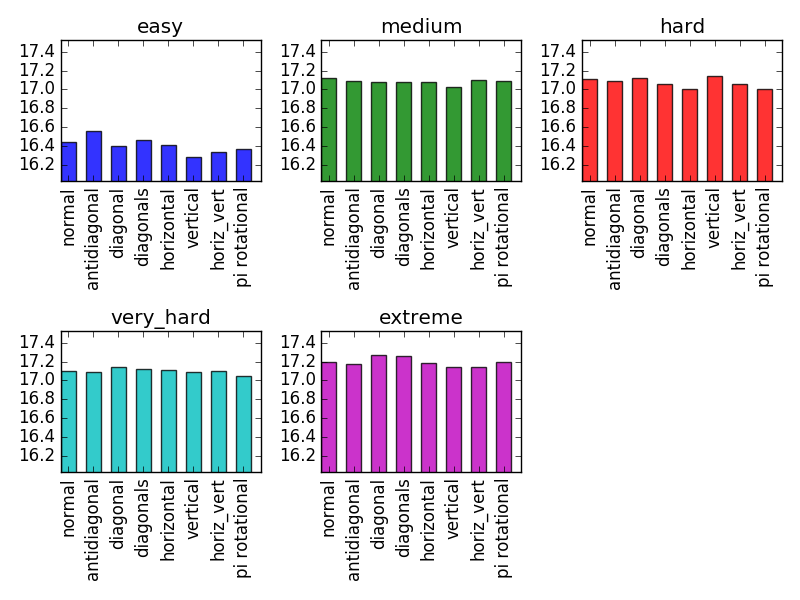 easy
17.4
17.2
17.0
16.8
16.6
16.4
16.2
normal
antidiagonal
diagonal
diagonals
horizontal
vertical
horiz_vert
pi rotational
medium
17.4
17.2
17.0
16.8
16.6
16.4
16.2
normal
antidiagonal
diagonal
diagonals
horizontal
vertical
horiz_vert
pi rotational
hard
17.4
17.2
17.0
16.8
16.6
16.4
16.2
normal
antidiagonal
diagonal
diagonals
horizontal
vertical
horiz_vert
pi rotational
very_hard
17.4
17.2
17.0
16.8
16.6
16.4
16.2
normal
antidiagonal
diagonal
diagonals
horizontal
vertical
horiz_vert
pi rotational
extreme
17.4
17.2
17.0
16.8
16.6
16.4
16.2
normal
antidiagonal
diagonal
diagonals
horizontal
vertical
horiz_vert
pi rotational